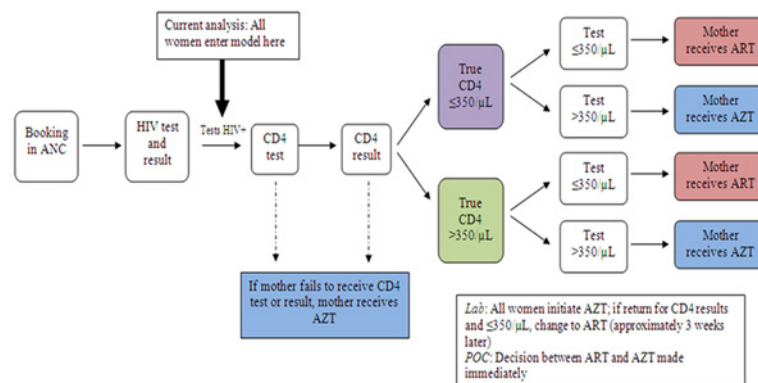 Current analysis: All
women enter model here
Booking
in ANC
HIV test
and
result
Tests HIV+
CD4
test
CD4
result
If mother fails to receive CD4
test or result, mother receives
AZT
True
CD4
≤350/µL
True
CD4
>350/µL
Test
≤350/µL
Mother
receives ART
Test
>350/µL
Mother
receives AZT
Test
≤350/µL
Mother
receives ART
Test
>350/µL
Mother
receives AZT
Lab: All women initiate AZT; if return for CD4 results
and ≤350/µL, change to ART (approximately 3 weeks
later)
POC: Decision between ART and AZT made
immediately